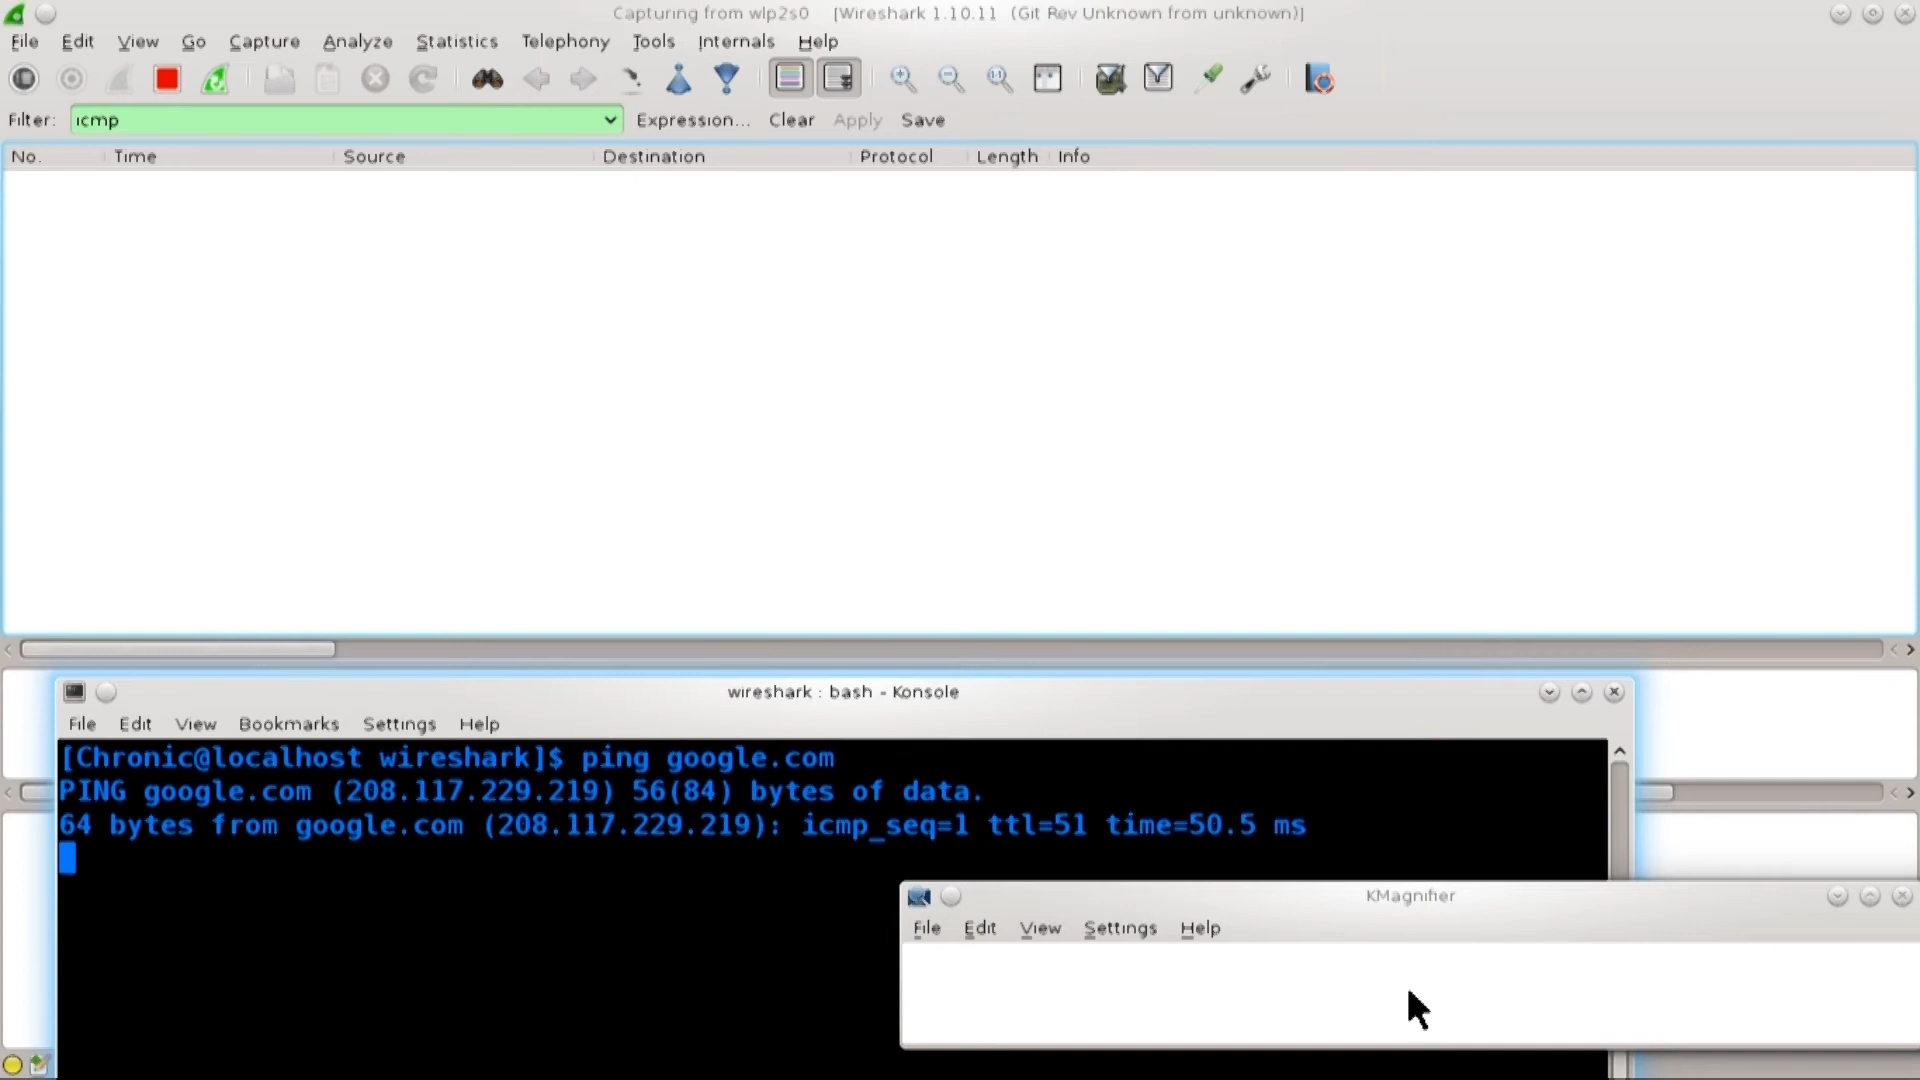 Capturing from wlp2s0 [Wireshark 1.10.11 (Git Rev Unknown from unknown)]
File Edit View Go Capture Analyze Statistics Telephony Tools Internals Help
Filter: icmp Expression... Clear Apply Save
No. Time Source Destination Protocol Length Info
wireshark : bash - Konsole
File Edit View Bookmarks Settings Help
[Chronic@localhost wireshark]$ ping google.com
PING google.com (208.117.229.219) 56(84) bytes of data.
64 bytes from google.com (208.117.229.219): icmp_seq=1 ttl=51 time=50.5 ms
KMagnifier
File Edit View Settings Help